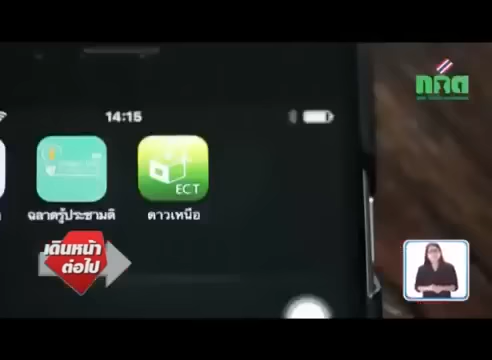 กกต
14:15
ECT
ฉลาดรู้ประชามติ
ดาวเหนือ
เดินหน้า
ต่อไป